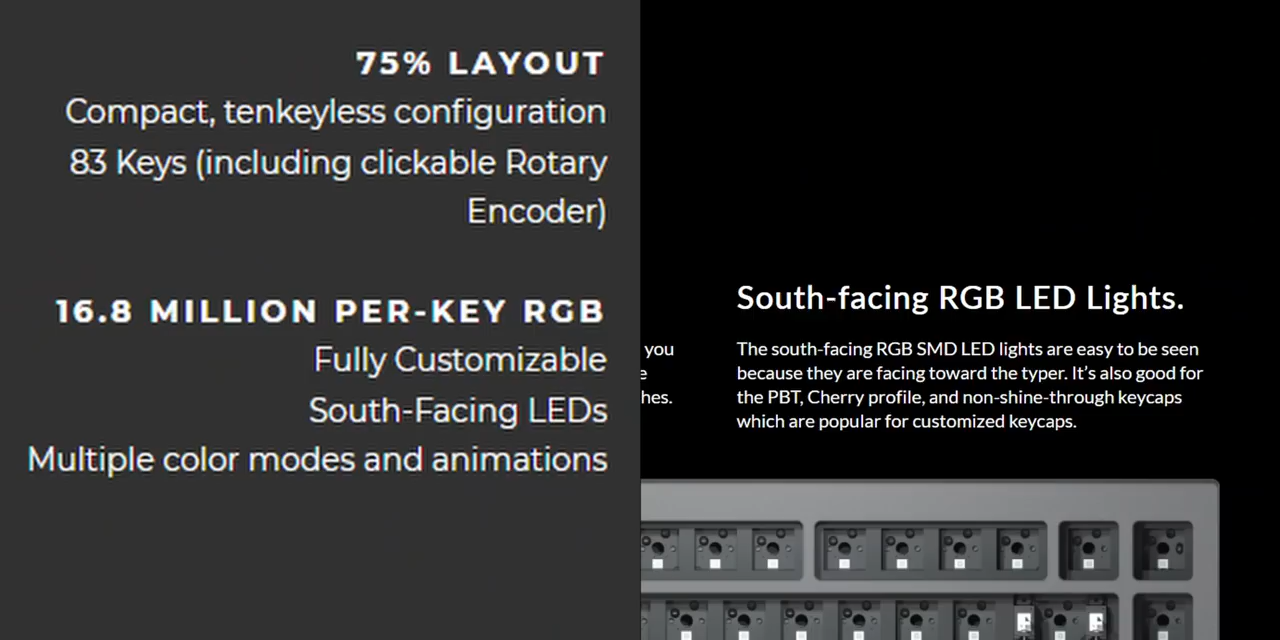 75% LAYOUT
Compact, tenkeyless configuration
83 Keys (including clickable Rotary
Encoder)
16.8 MILLION PER-KEY RGB
Fully Customizable
South-Facing LEDs
Multiple color modes and animations
you
e
hes.
South-facing RGB LED Lights.
The south-facing RGB SMD LED lights are easy to be seen
because they are facing toward the typer. It’s also good for
the PBT, Cherry profile, and non-shine-through keycaps
which are popular for customized keycaps.